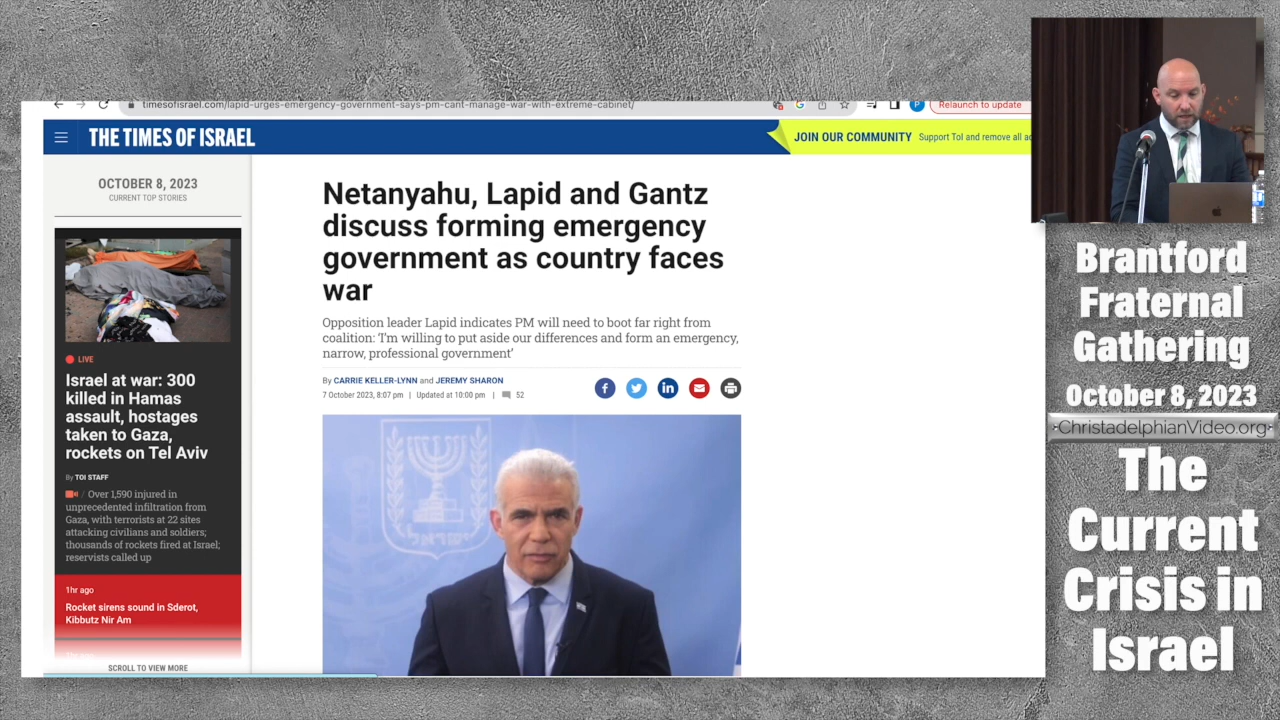 timesofisrael.com/lapid-urges-emergency-government-says-pm-cant-manage-war-with-extreme-cabinet/
P
Relaunch to update
THE TIMES OF ISRAEL
JOIN OUR COMMUNITY
Support ToI and remove all
OCTOBER 8, 2023
CURRENT TOP STORIES
LIVE
Israel at war: 300
killed in Hamas
assault, hostages
taken to Gaza,
rockets on Tel Aviv
By TOI STAFF
/ Over 1,590 injured in
unprecedented infiltration from
Gaza, with terrorists at 22 sites
attacking civilians and soldiers;
thousands of rockets fired at Israel;
reservists called up
1hr ago
Rocket sirens sound in Sderot,
Kibbutz Nir Am
SCROLL TO VIEW MORE
Netanyahu, Lapid and Gantz
discuss forming emergency
government as country faces
war
Opposition leader Lapid indicates PM will need to boot far right from
coalition: 'I'm willing to put aside our differences and form an emergency,
narrow, professional government'
By CARRIE KELLER-LYNN and JEREMY SHARON
7 October 2023, 8:07 pm | Updated at 10:00 pm | 52
Brantford
Fraternal
Gathering
October 8, 2023
ChristadelphianVideo.org
The
Current
Crisis in
Israel